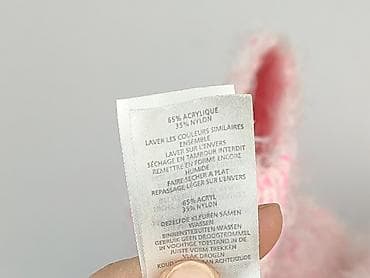 65% ACRYLIQUE
35% NYLON
LAVER LES COULEURS SIMILAIRES
ENSEMBLE
LAVER SUR L'ENVERS
SÉCHAGE EN TAMBOUR INTERDIT
REMETTRE EN FORME ENCORE
HUMIDE
FAIRE SÉCHER A PLAT
REPASSAGE LÉGER SUR L'ENVERS
65% ACRYL
35% NYLON
DEZELFDE KLEUREN SAMEN
WASSEN
BINNENSTEBUITEN WASSEN
GEBRUIK GEEN DROOGTROMMEL
IN VOCHTIGE TOESTAND IN DE
JUISTE VORM TREKKEN
VLAK DROGEN
AAN ACHTERZIJDE